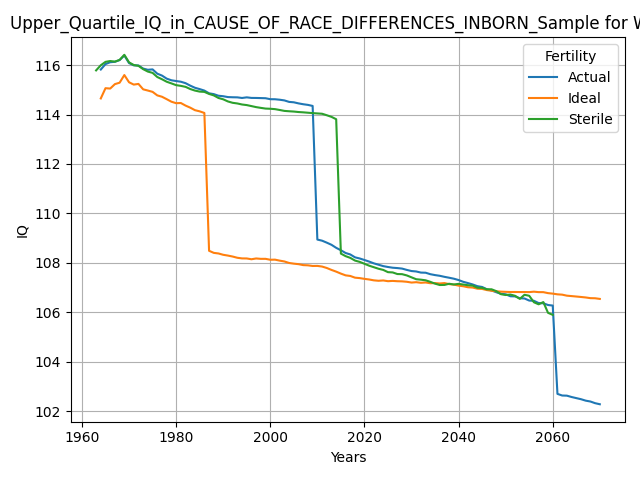 Upper_Quartile_IQ_in_CAUSE_OF_RACE_DIFFERENCES_INBORN_Sample for W
Fertility
Actual
Ideal
Sterile
116
114
112
110
108
106
104
102
IQ
1960 1980 2000 2020 2040 2060
Years